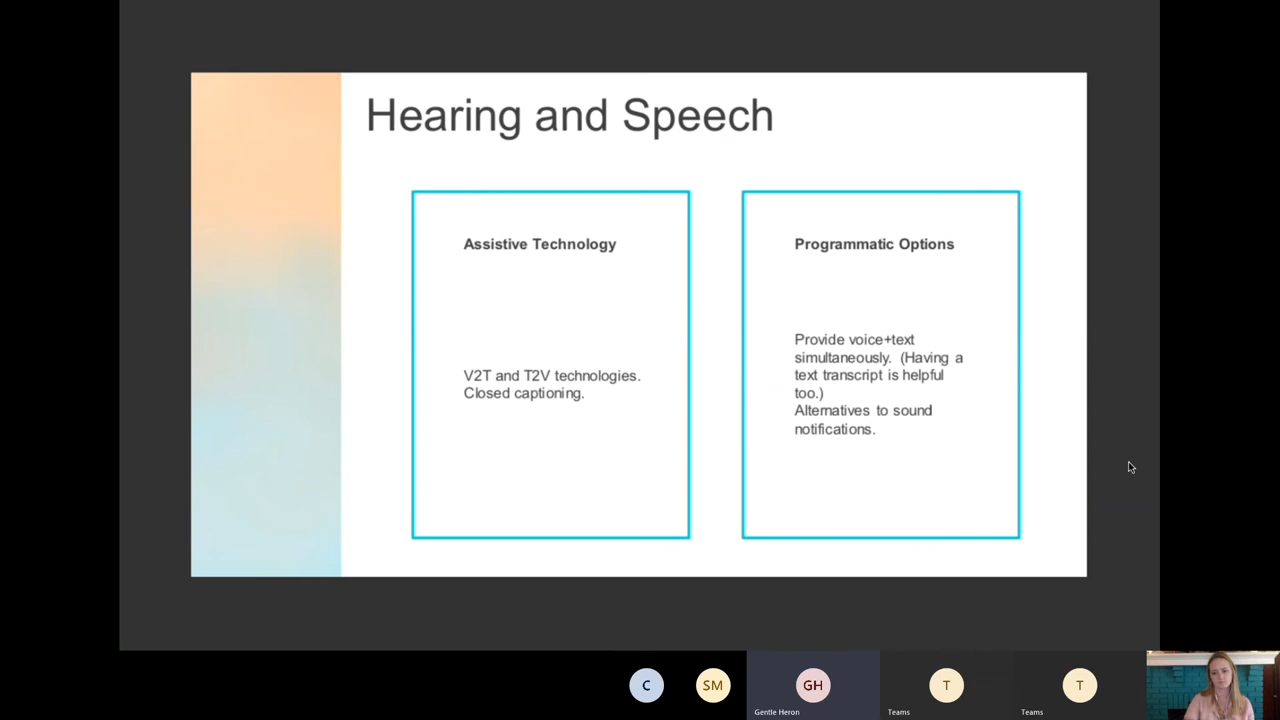 Hearing and Speech
Assistive Technology
V2T and T2V technologies.
Closed captioning.
Programmatic Options
Provide voice+text
simultaneously. (Having a
text transcript is helpful
too.)
Alternatives to sound
notifications.
C
SM
GH
T
T
Gentle Heron
Teams
Teams